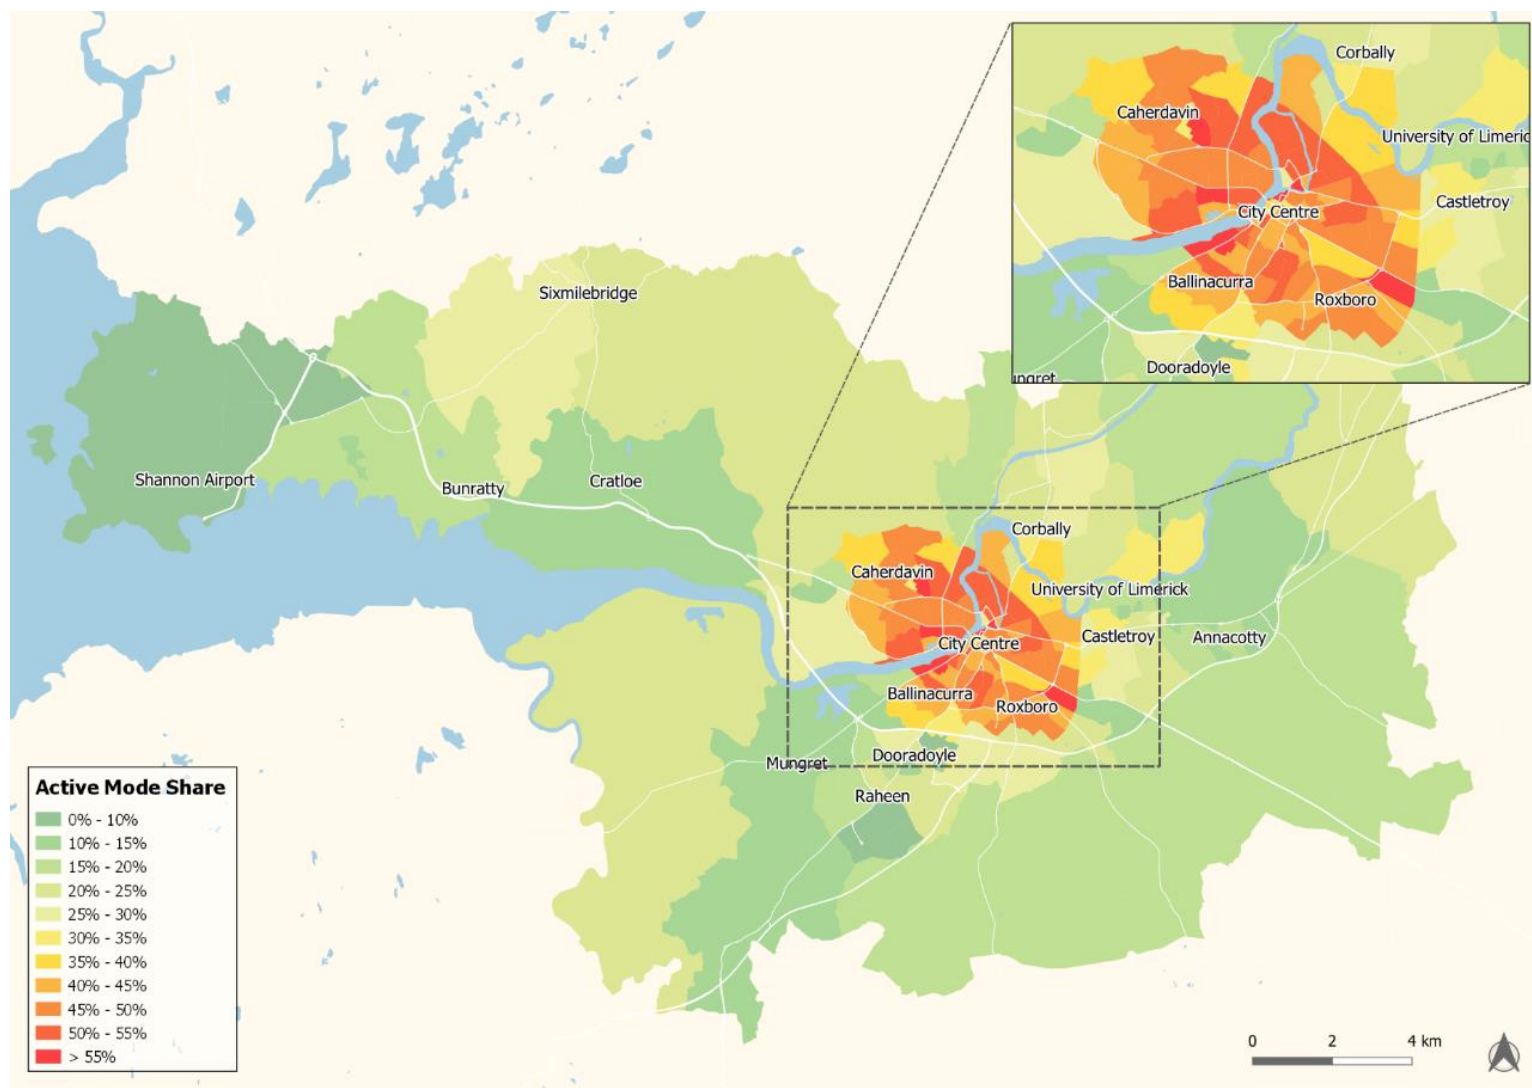 Corbally
Caherdavin
University of Limeric
Castletroy
City Centre
Ballinacurra
Roxboro
Dooradoyle
ungret
Sixmilebridge
Shannon Airport
Bunratty
Cratloe
Corbally
Caherdavin
University of Limerick
City Centre
Castletroy
Annacotty
Ballinacurra
Roxboro
Mungret
Dooradoyle
Raheen
Active Mode Share
0% - 10%
10% - 15%
15% - 20%
20% - 25%
25% - 30%
30% - 35%
35% - 40%
40% - 45%
45% - 50%
50% - 55%
> 55%
0 2 4 km